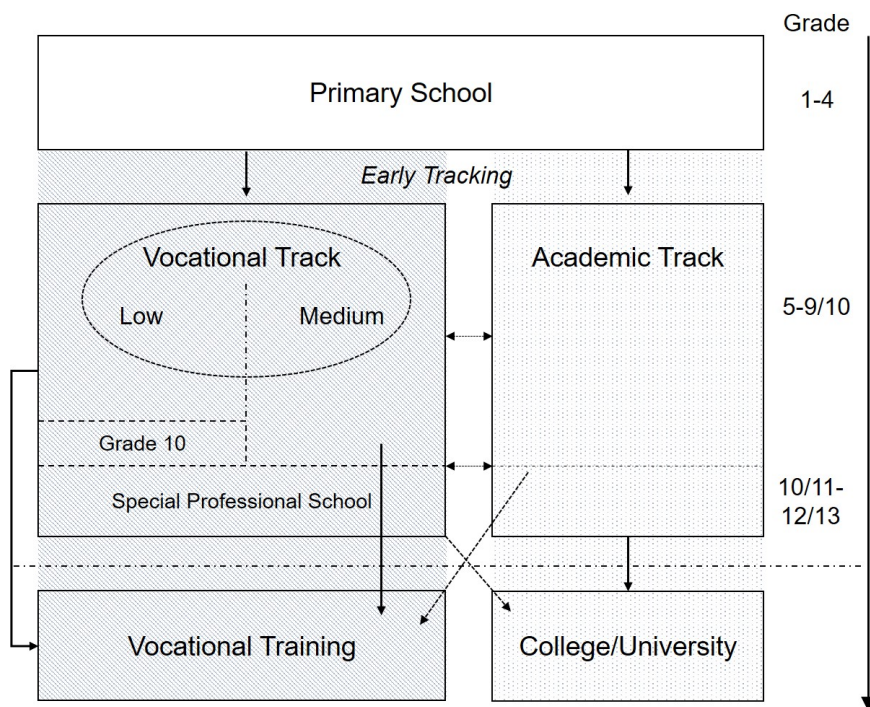 Grade
Primary School
1-4
Early Tracking
Vocational Track
Academic Track
Low
Medium
5-9/10
Grade 10
Special Professional School
10/11-
12/13
Vocational Training
College/University